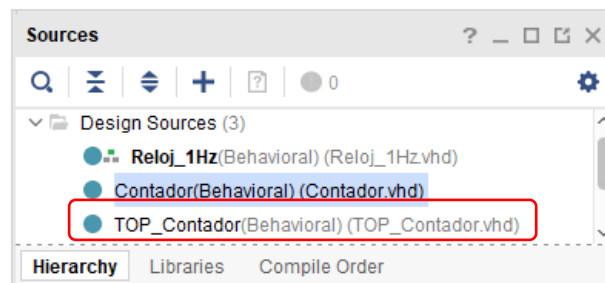 Sources
0
Design Sources (3)
Reloj_1Hz(Behavioral) (Reloj_1Hz.vhd)
Contador(Behavioral) (Contador.vhd)
TOP_Contador(Behavioral) (TOP_Contador.vhd)
Hierarchy Libraries Compile Order